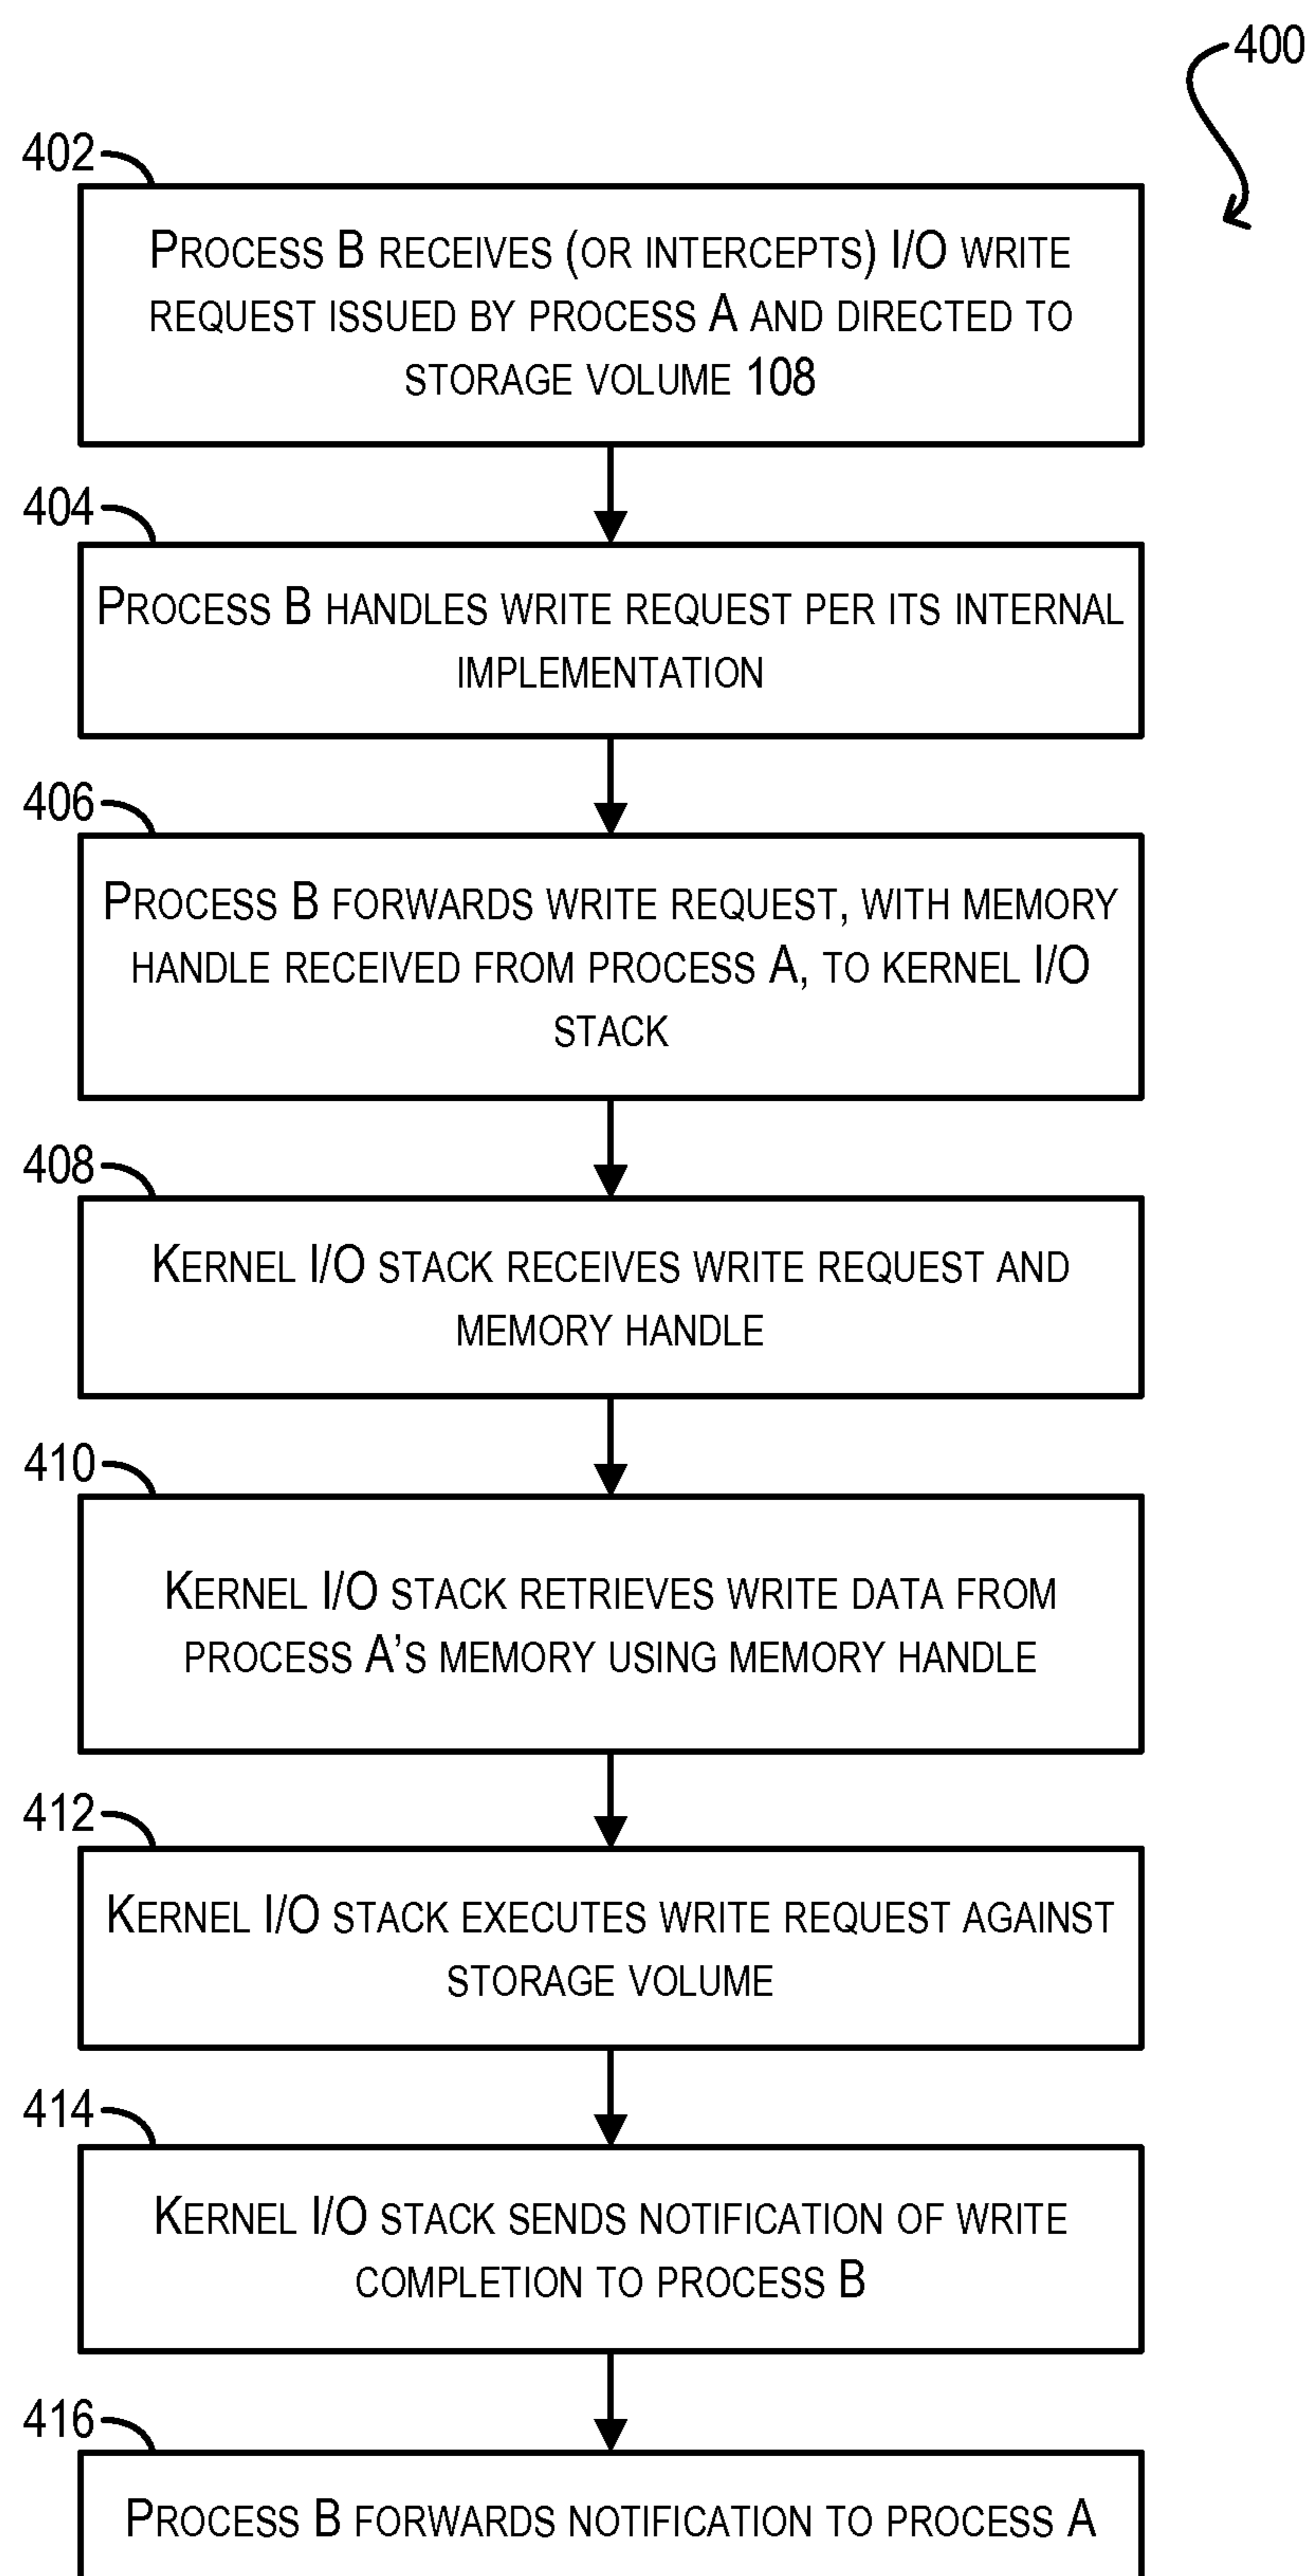 400
402
Process B receives (or intercepts) I/O write
request issued by process A and directed to
storage volume 108
404
Process B handles write request per its internal
implementation
406
Process B forwards write request, with memory
handle received from process A, to kernel I/O
stack
408
Kernel I/O stack receives write request and
memory handle
410
Kernel I/O stack retrieves write data from
process A's memory using memory handle
412
Kernel I/O stack executes write request against
storage volume
414
Kernel I/O stack sends notification of write
completion to process B
416
Process B forwards notification to process A